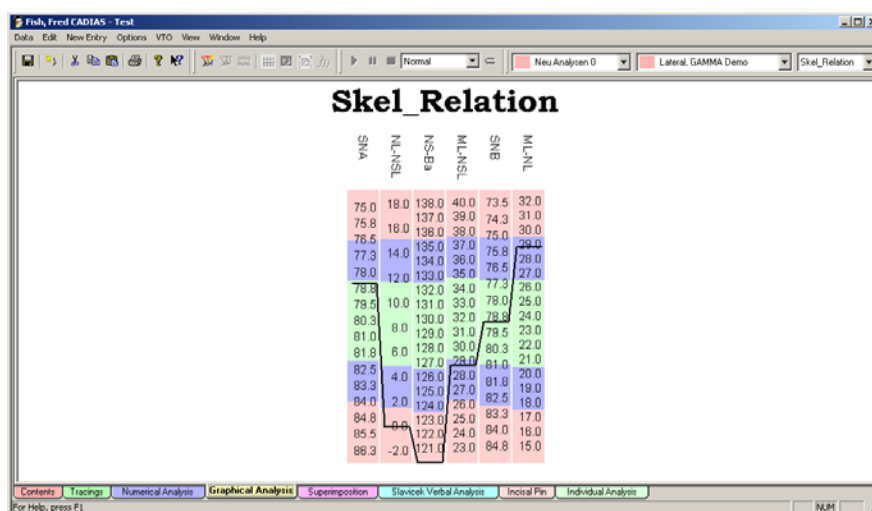 Fish, Fred CADIAS - Test
Data Edit New Entry Options VTO View Window Help
Normal Neu Analysen 0 Lateral, GAMMA Demo Skel_Relation
Skel_Relation
SNA NL-NSL NS-Ba ML-NSL SNB ML-NL
75.0 18.0 138.0 40.0 73.5 32.0
75.8 137.0 39.0 74.3 31.0
76.5 16.0 136.0 38.0 75.0 30.0
77.3 14.0 135.0 37.0 75.8 29.0
134.0 36.0 28.0
78.0 12.0 133.0 35.0 76.5 27.0
78.8 132.0 34.0 77.3 26.0
79.5 10.0 131.0 33.0 78.0 25.0
80.3 130.0 32.0 78.8 24.0
81.0 8.0 129.0 31.0 79.5 23.0
81.8 6.0 128.0 30.0 80.3 22.0
127.0 29.0 81.0 21.0
82.5 4.0 126.0 28.0 81.8 20.0
83.3 125.0 27.0 19.0
84.0 2.0 124.0 26.0 82.5 18.0
84.8 0.0 123.0 25.0 83.3 17.0
85.5 122.0 24.0 84.0 16.0
86.3 -2.0 121.0 23.0 84.8 15.0
Contents Tracings Numerical Analysis Graphical Analysis Superimposition Slavicek Verbal Analysis Incisal Pin Individual Analysis
For Help, press F1 NUM